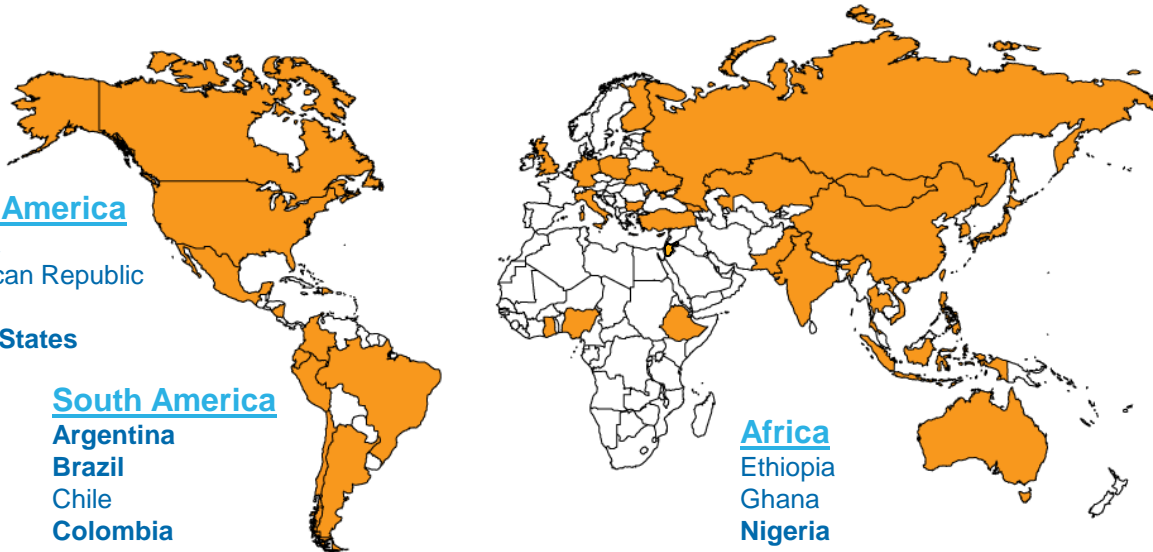 America
can Republic
States
South America
Argentina
Brazil
Chile
Colombia
Africa
Ethiopia
Ghana
Nigeria